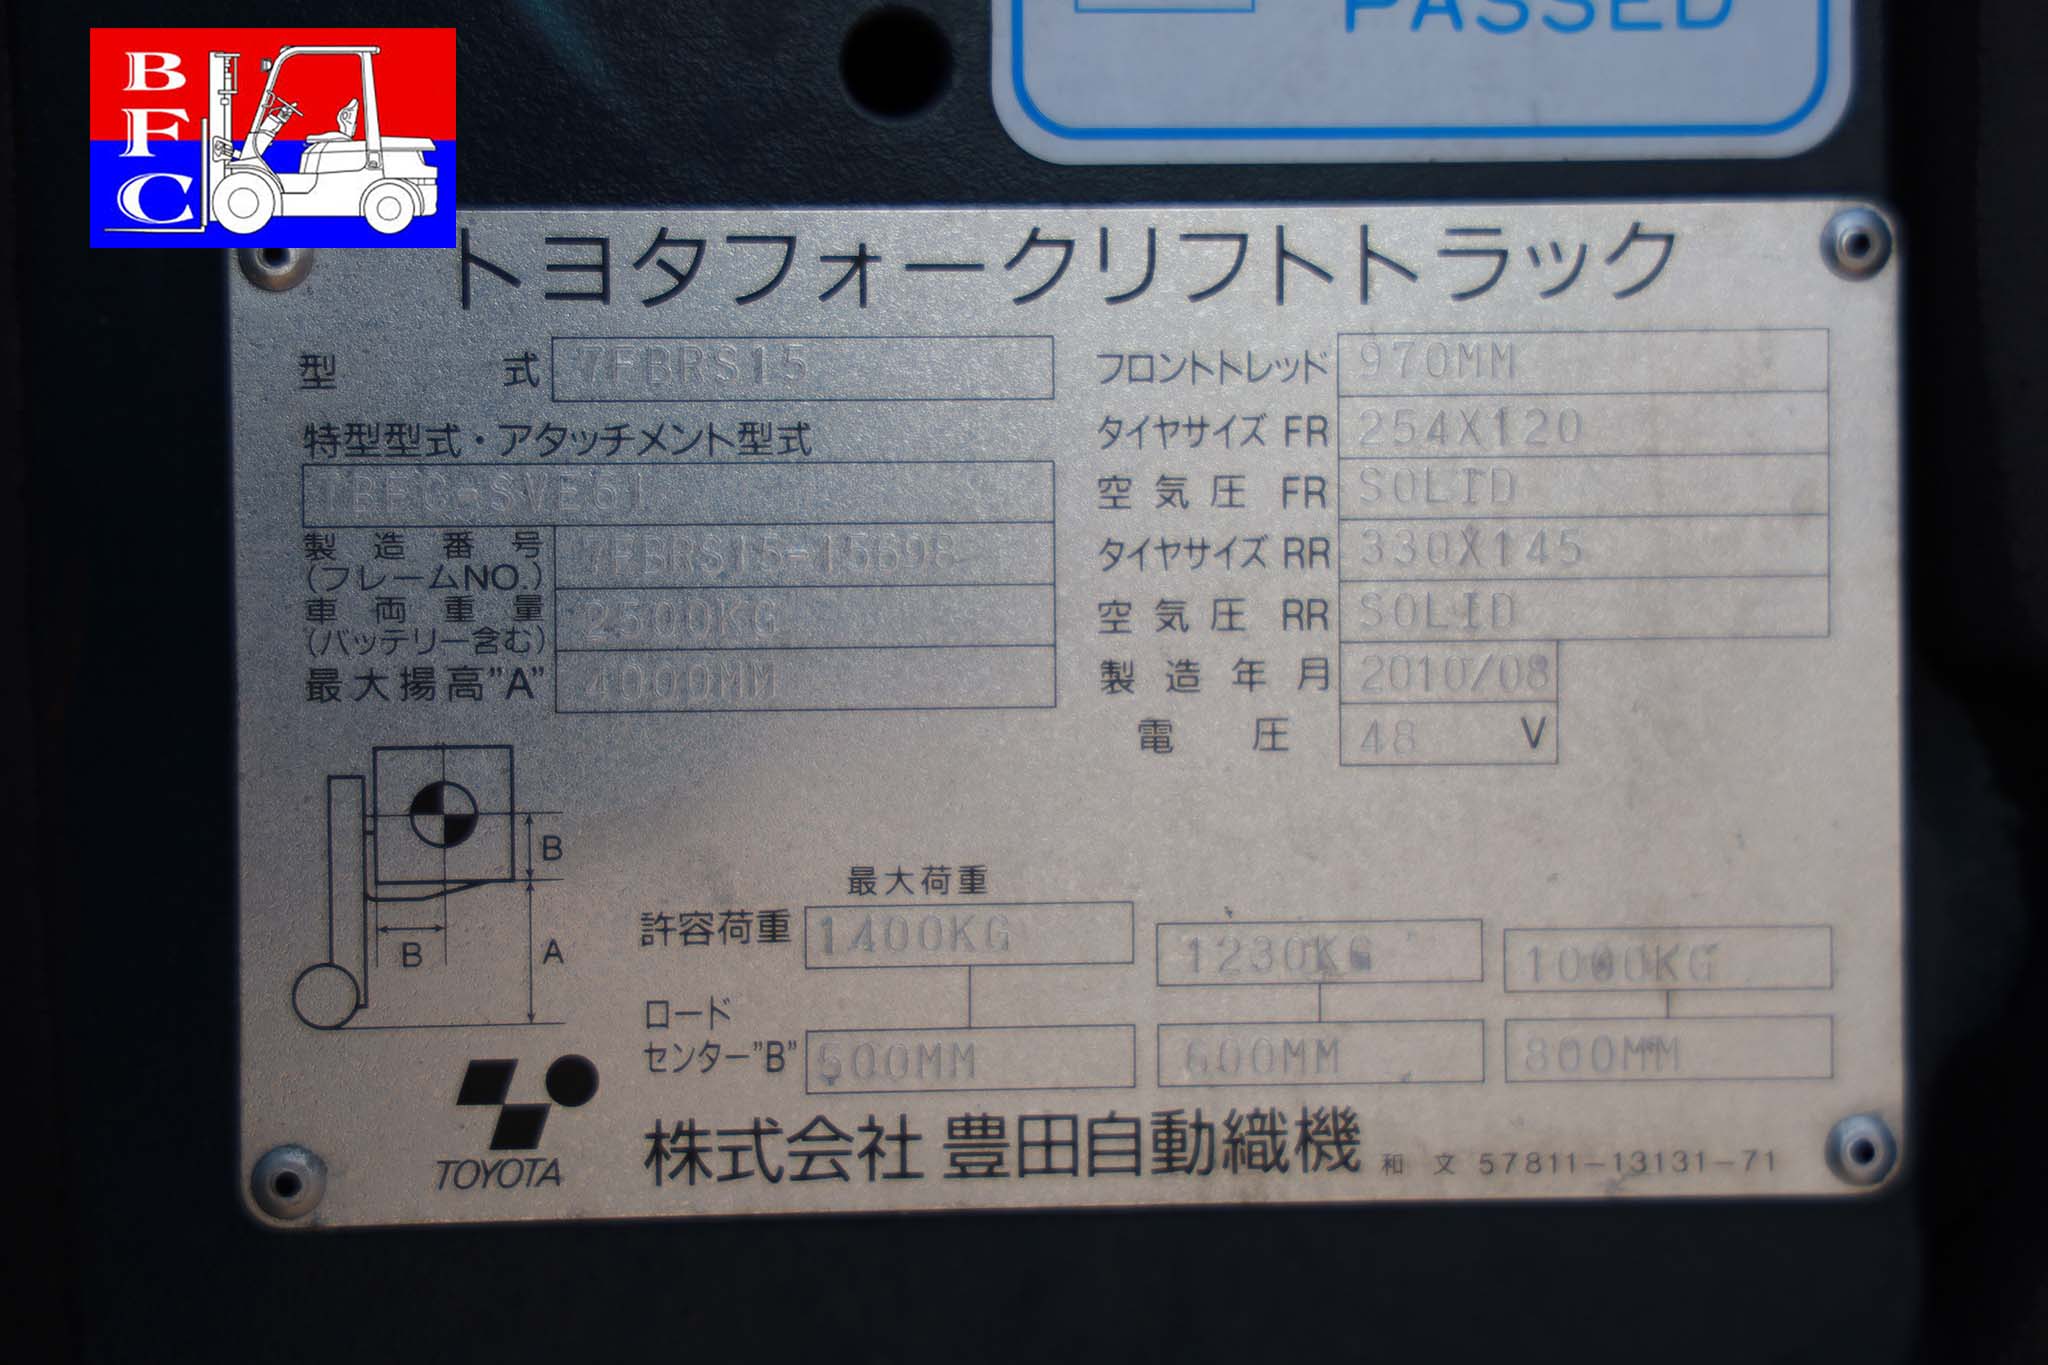 PASSED
B
F
C
トヨタフォークリフトトラック
型式 7FBRS15
特型型式・アタッチメント型式
製造番号 7FBRS15-15698
(フレームNO.)
車両重量 2500KG
(バッテリー含む)
最大揚高"A" 4000MM
フロントトレッド 970MM
タイヤサイズ FR 254X120
空気圧 FR SOLID
タイヤサイズ RR 330X145
空気圧 RR SOLID
製造年月 2010/08
電圧 48 V
B
B A
最大荷重
許容荷重 1400KG 1230KG 1000KG
ロード
センター"B" 500MM 600MM 800MM
TOYOTA
株式会社 豊田自動織機 和文 57811-13131-71